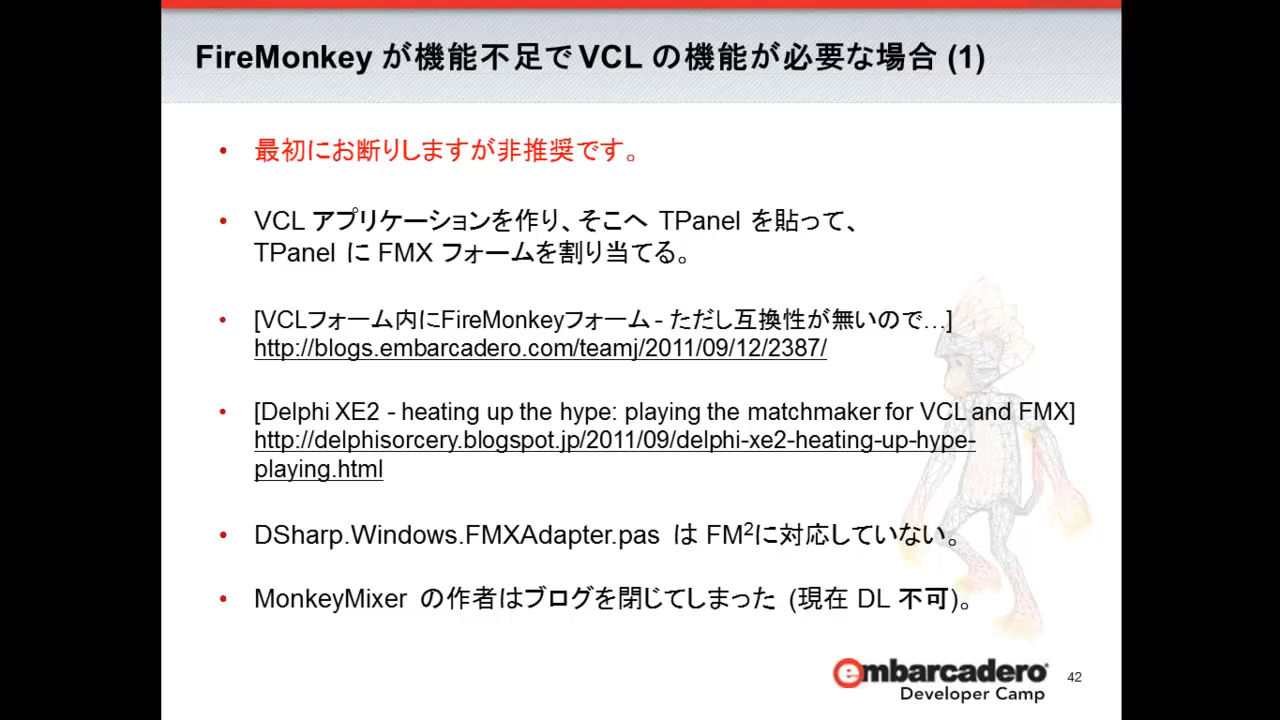 FireMonkey が機能不足で VCL の機能が必要な場合 (1)
• 最初にお断りしますが非推奨です。
• VCL アプリケーションを作り、そこへ TPanel を貼って、
TPanel に FMX フォームを割り当てる。
• [VCLフォーム内にFireMonkeyフォーム - ただし互換性が無いので…]
http://blogs.embarcadero.com/teamj/2011/09/12/2387/
• [Delphi XE2 - heating up the hype: playing the matchmaker for VCL and FMX]
http://delphisorcery.blogspot.jp/2011/09/delphi-xe2-heating-up-hype-
playing.html
• DSharp.Windows.FMXAdapter.pas は FM²に対応していない。
• MonkeyMixer の作者はブログを閉じてしまった (現在 DL 不可)。
embarcadero
Developer Camp
42